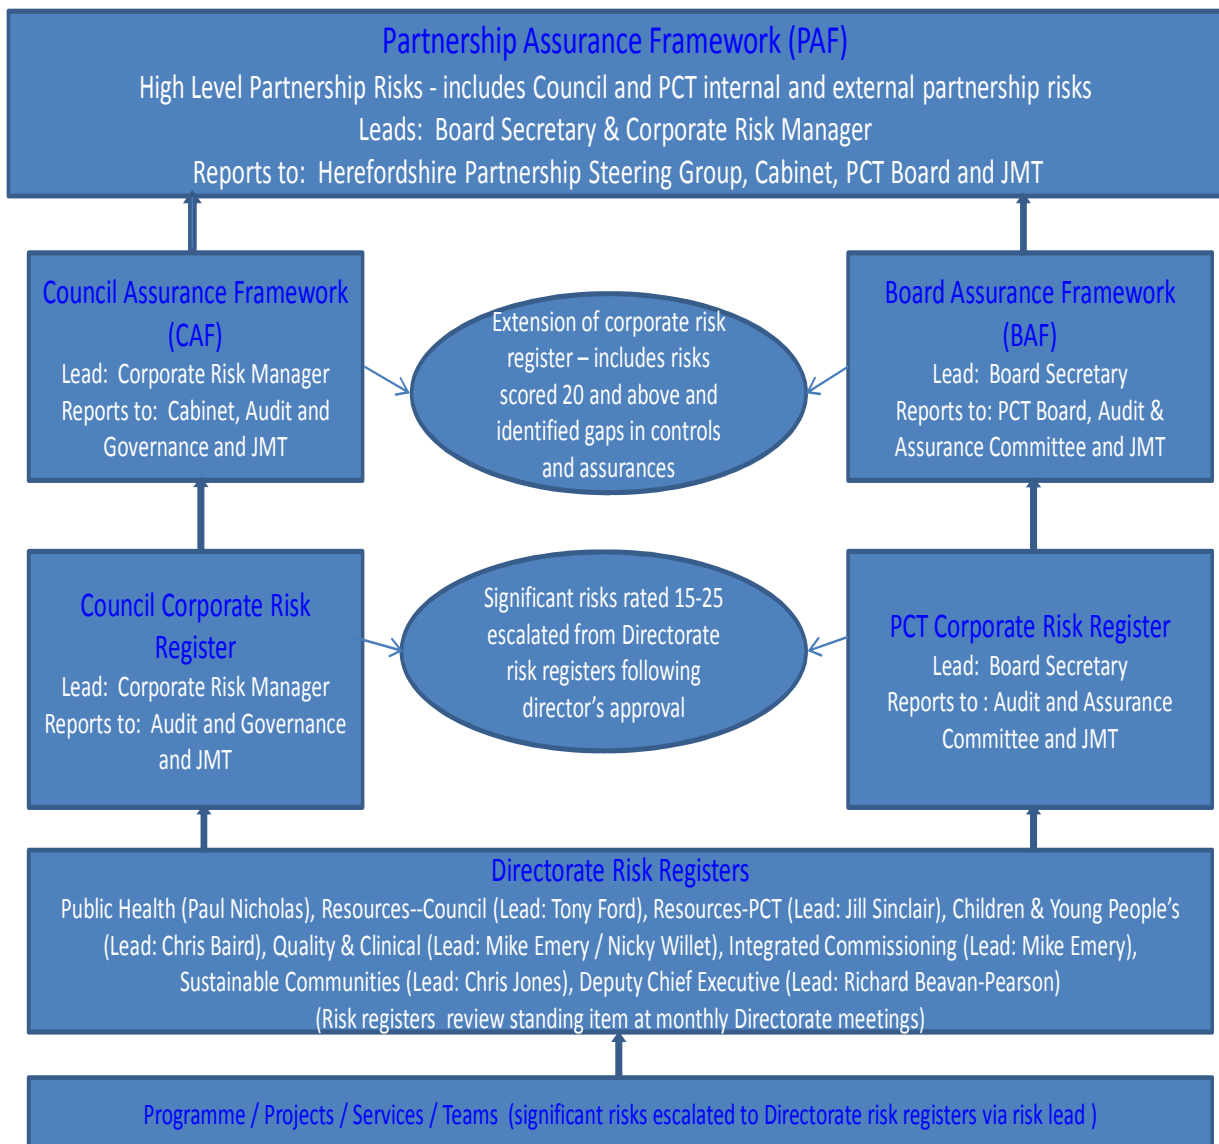 Partnership Assurance Framework (PAF)
High Level Partnership Risks - includes Council and PCT internal and external partnership risks
Leads:  Board Secretary & Corporate Risk Manager
Reports to:  Herefordshire Partnership Steering Group, Cabinet, PCT Board and JMT
Council Assurance Framework
(CAF)
Lead:  Corporate Risk Manager
Reports to:  Cabinet, Audit and
Governance and JMT
Extension of corporate risk
register – includes risks
scored 20 and above and
identified gaps in controls
and assurances
Board Assurance Framework
(BAF)
Lead:  Board Secretary
Reports to: PCT Board, Audit &
Assurance Committee and JMT
Council Corporate Risk
Register
Lead:  Corporate Risk Manager
Reports to:  Audit and Governance
and JMT
Significant risks rated 15-25
escalated from Directorate
risk registers following
director’s approval
PCT Corporate Risk Register
Lead:  Board Secretary
Reports to : Audit and Assurance
Committee and JMT
Directorate Risk Registers
Public Health (Paul Nicholas), Resources--Council (Lead: Tony Ford), Resources-PCT (Lead: Jill Sinclair), Children & Young People’s
(Lead: Chris Baird), Quality & Clinical (Lead: Mike Emery / Nicky Willet), Integrated Commissioning (Lead: Mike Emery),
Sustainable Communities (Lead: Chris Jones), Deputy Chief Executive (Lead: Richard Beavan-Pearson)
(Risk registers  review standing item at monthly Directorate meetings)
Programme / Projects / Services / Teams  (significant risks escalated to Directorate risk registers via risk lead )